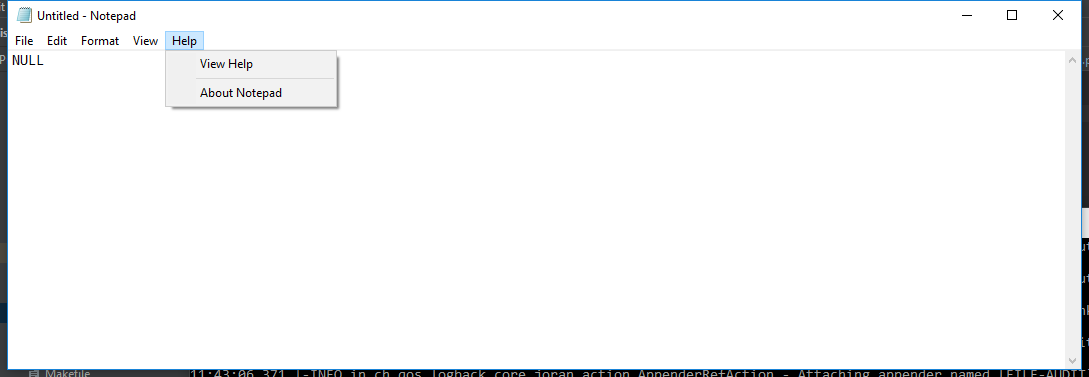 Untitled - Notepad
File Edit Format View Help
NULL
View Help
About Notepad
Makefile
11:43:06,371 |-INFO in ch.qos.logback.core.joran.action.AppenderRefAction - Attaching appender named [FILE-AUDIT